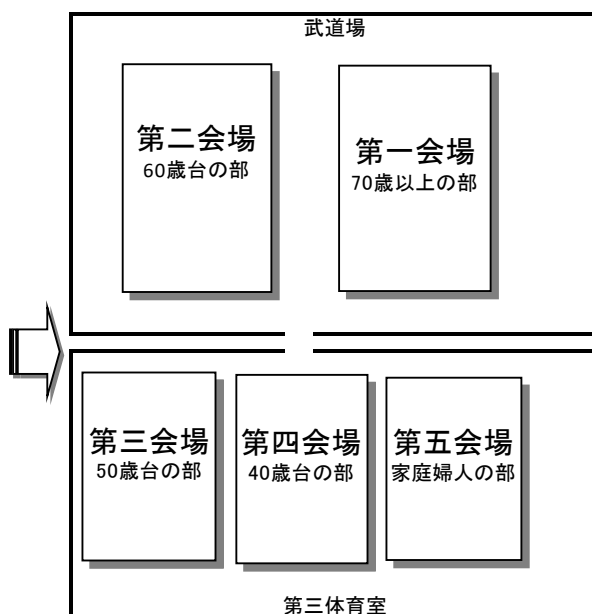 武道場
第二会場
60歳台の部
第一会場
70歳以上の部
第三会場
50歳台の部
第四会場
40歳台の部
第五会場
家庭婦人の部
第三体育室